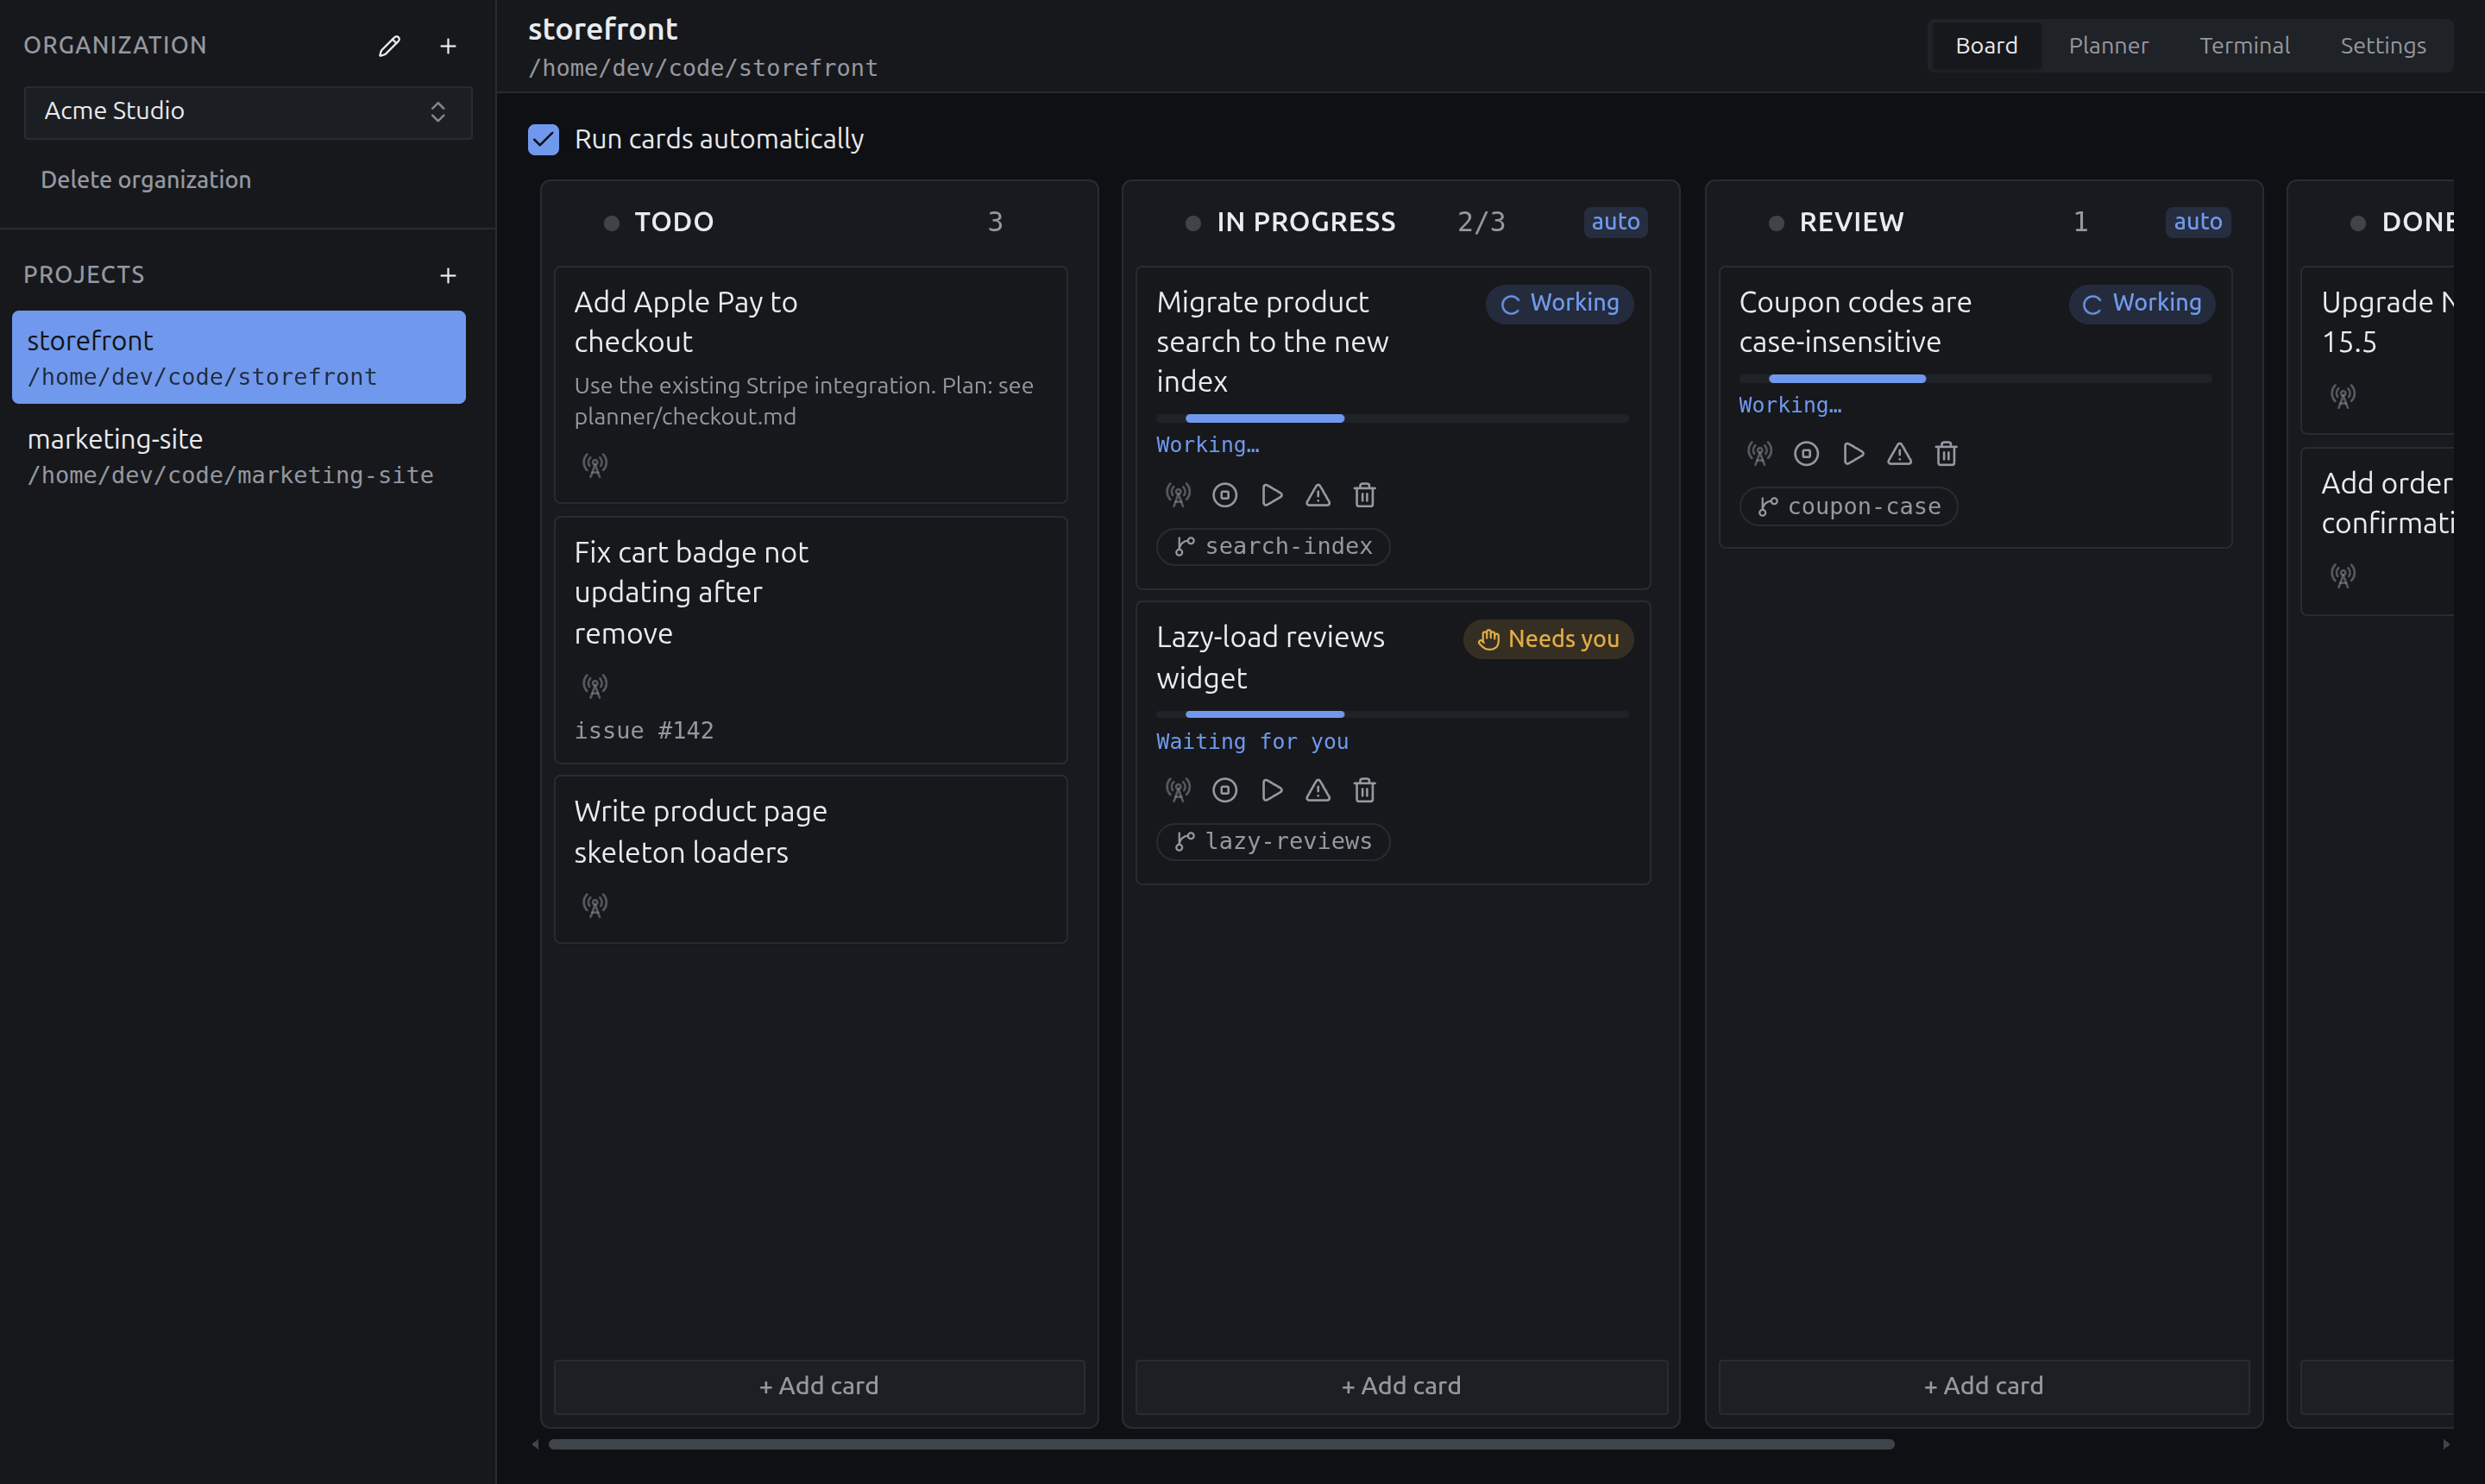 ORGANIZATION
Acme Studio
Delete organization
PROJECTS
storefront
/home/dev/code/storefront
marketing-site
/home/dev/code/marketing-site
storefront
/home/dev/code/storefront
Board Planner Terminal Settings
Run cards automatically
TODO 3
Add Apple Pay to
checkout
Use the existing Stripe integration. Plan: see
planner/checkout.md
Fix cart badge not
updating after
remove
issue #142
Write product page
skeleton loaders
+ Add card
IN PROGRESS 2/3 auto
Migrate product
search to the new
index
Working
Working…
search-index
Lazy-load reviews
widget
Needs you
Waiting for you
lazy-reviews
+ Add card
REVIEW 1 auto
Coupon codes are
case-insensitive
Working
Working…
coupon-case
+ Add card
DONE
Upgrade
15.5
Add order